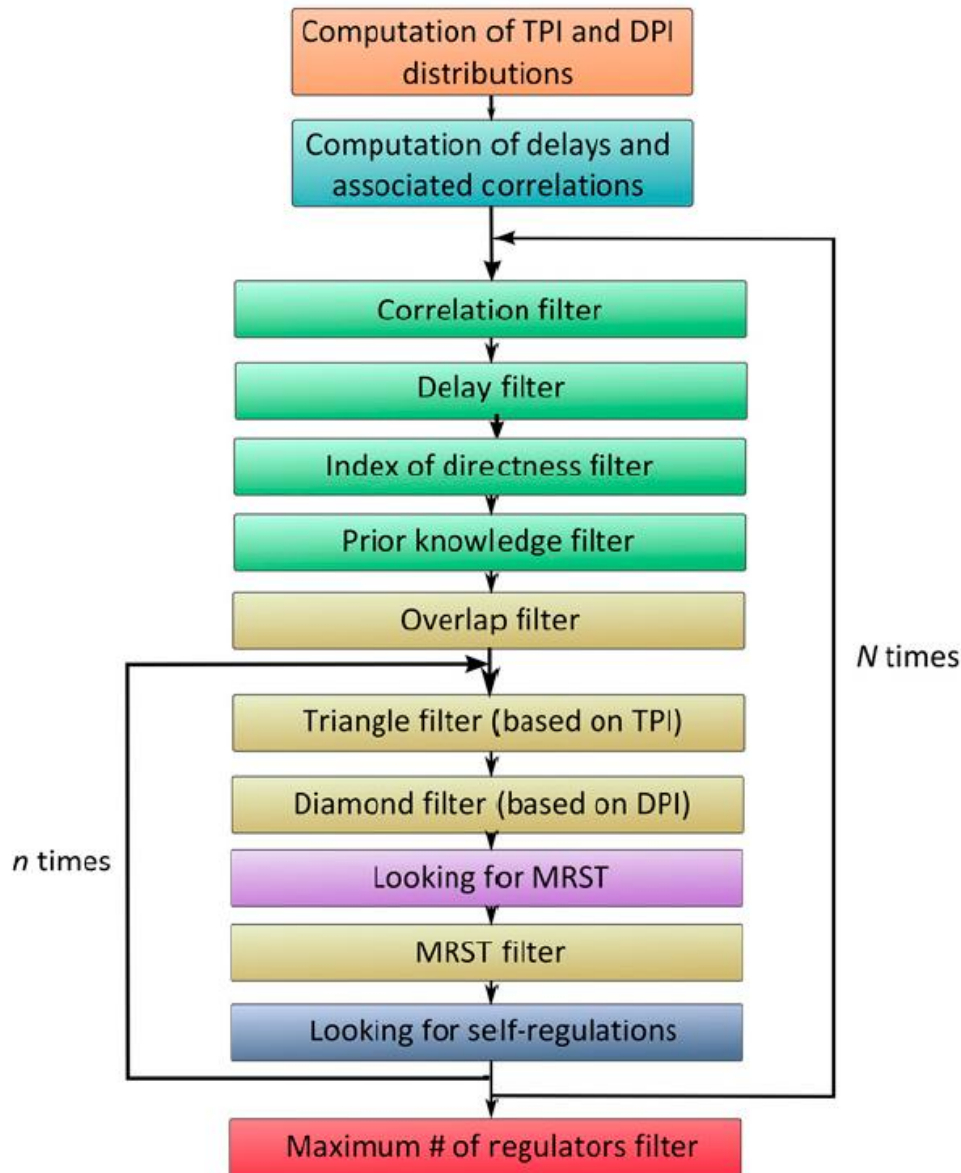 Computation of TPI and DPI
distributions
Computation of delays and
associated correlations
Correlation filter
Delay filter
Index of directness filter
Prior knowledge filter
Overlap filter
N times
Triangle filter (based on TPI)
Diamond filter (based on DPI)
n times
Looking for MRST
MRST filter
Looking for self-regulations
Maximum # of regulators filter